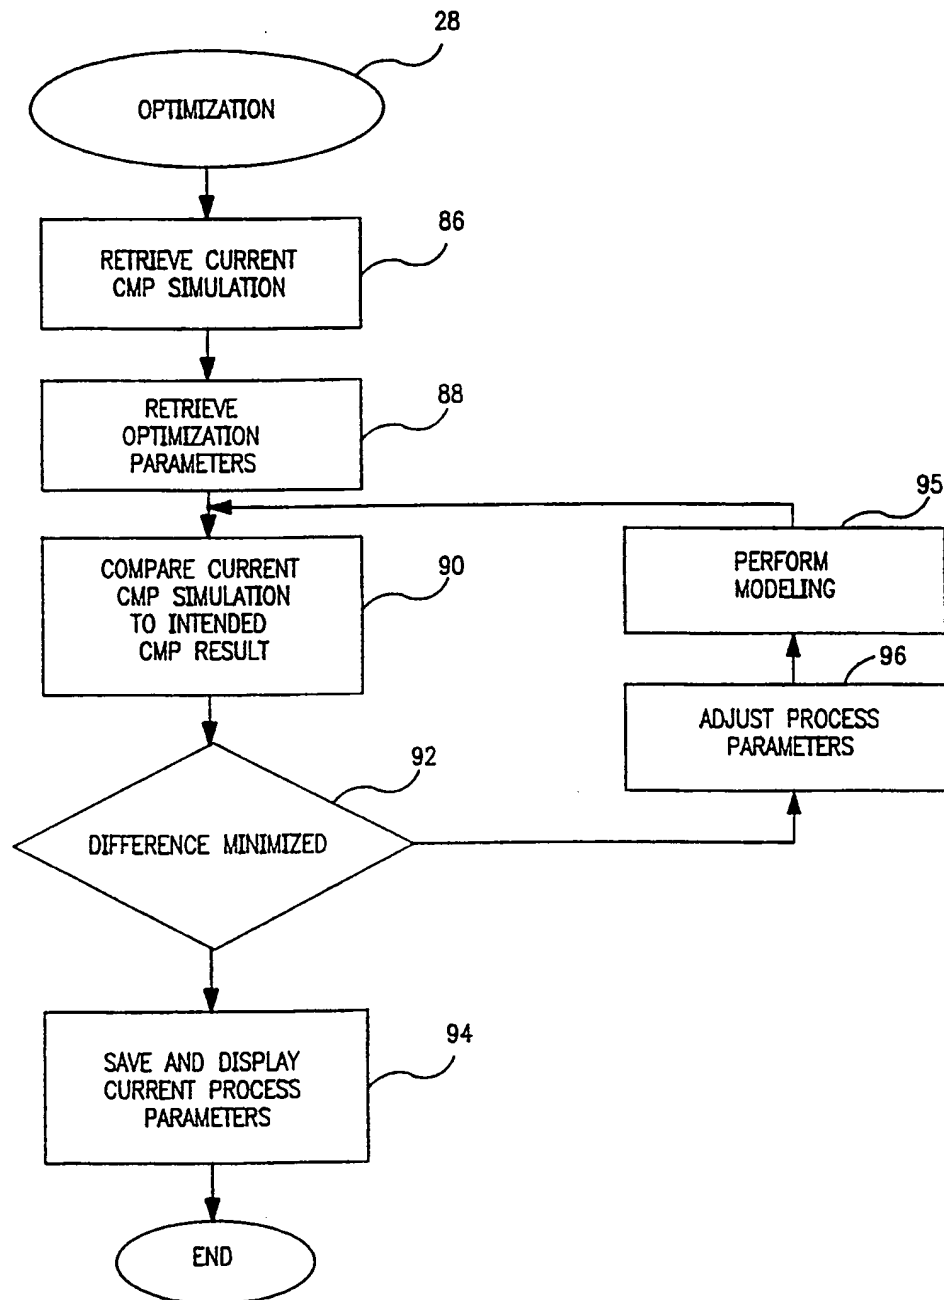 28
OPTIMIZATION
86
RETRIEVE CURRENT
CMP SIMULATION
88
RETRIEVE
OPTIMIZATION
PARAMETERS
90
COMPARE CURRENT
CMP SIMULATION
TO INTENDED
CMP RESULT
95
PERFORM
MODELING
96
ADJUST PROCESS
PARAMETERS
92
DIFFERENCE MINIMIZED
94
SAVE AND DISPLAY
CURRENT PROCESS
PARAMETERS
END